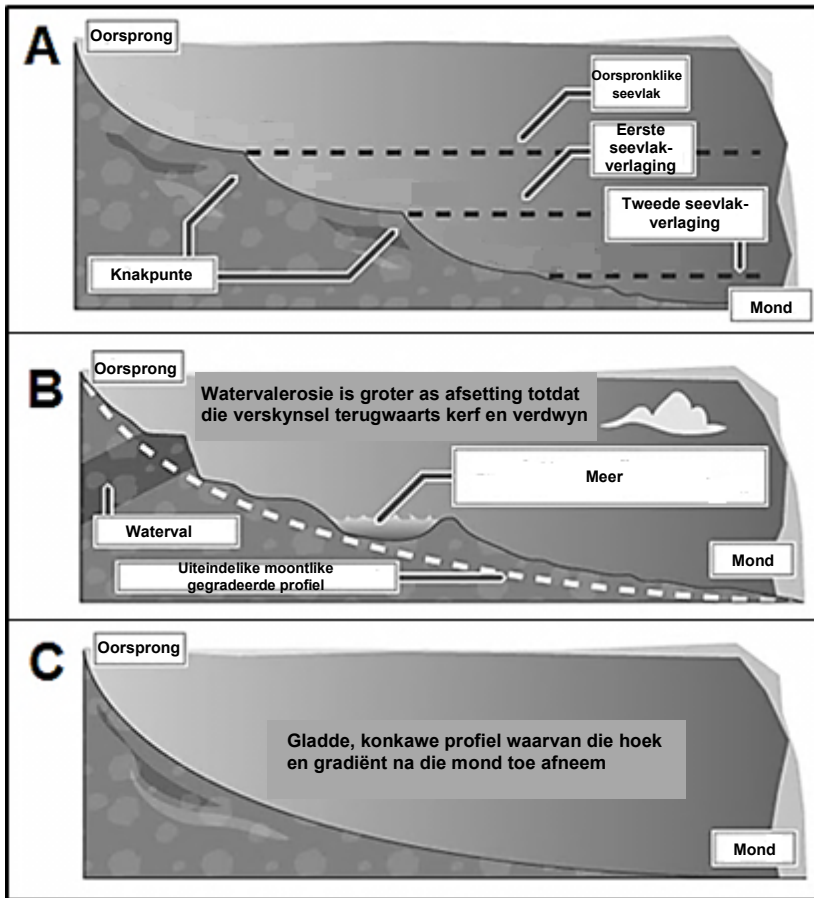 A
Oorsprong
Oorspronklike
seevlak
Eerste
seevlak-
verlaging
Tweede seevlak-
verlaging
Knakpunte
Mond
B
Oorsprong
Watervalerosie is groter as afsetting totdat
die verskynsel terugwaarts kerf en verdwyn
Meer
Waterval
Mond
Uiteindelike moontlike
gegradeerde profiel
C
Oorsprong
Gladde, konkawe profiel waarvan die hoek
en gradiënt na die mond toe afneem
Mond